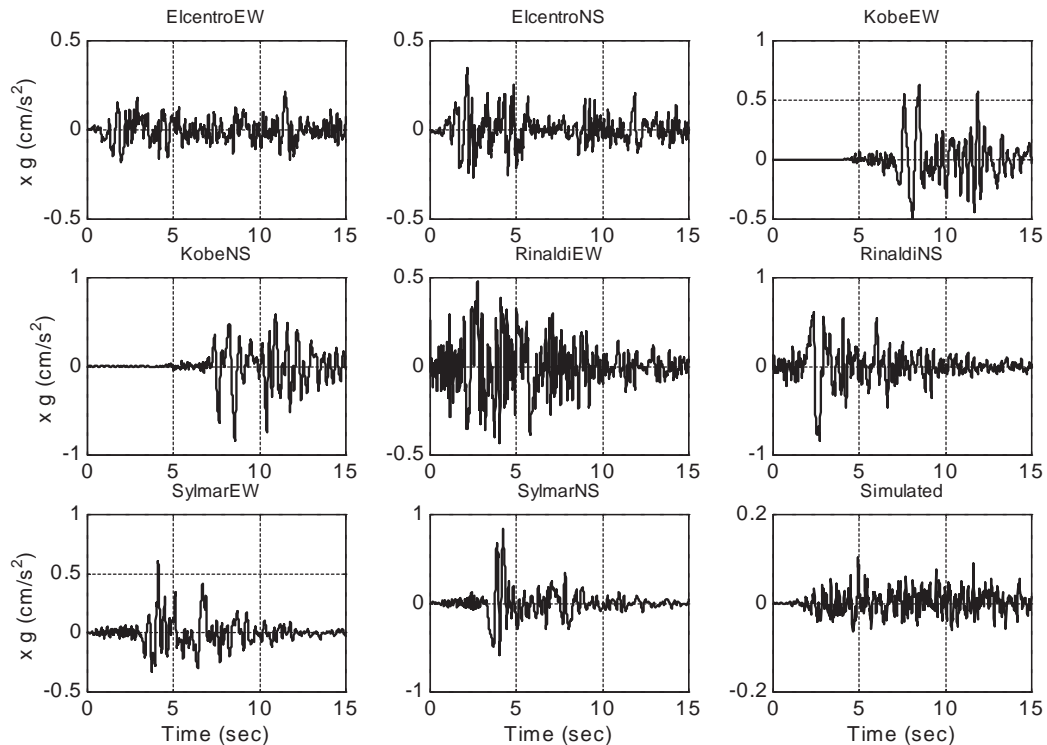 ElcentroEW ElcentroNS KobeEW
0.5 0.5 1
x g (cm/s²) 0 0 0.5
0
-0.5 -0.5 -0.5
0 5 10 15 0 5 10 15 0 5 10 15
KobeNS RinaldiEW RinaldiNS
1 0.5 1
x g (cm/s²) 0 0 0
-1 -0.5 -1
0 5 10 15 0 5 10 15 0 5 10 15
SylmarEW SylmarNS Simulated
1 1 0.2
x g (cm/s²) 0.5 0 0
0
-0.5 -1 -0.2
0 5 10 15 0 5 10 15 0 5 10 15
Time (sec) Time (sec) Time (sec)